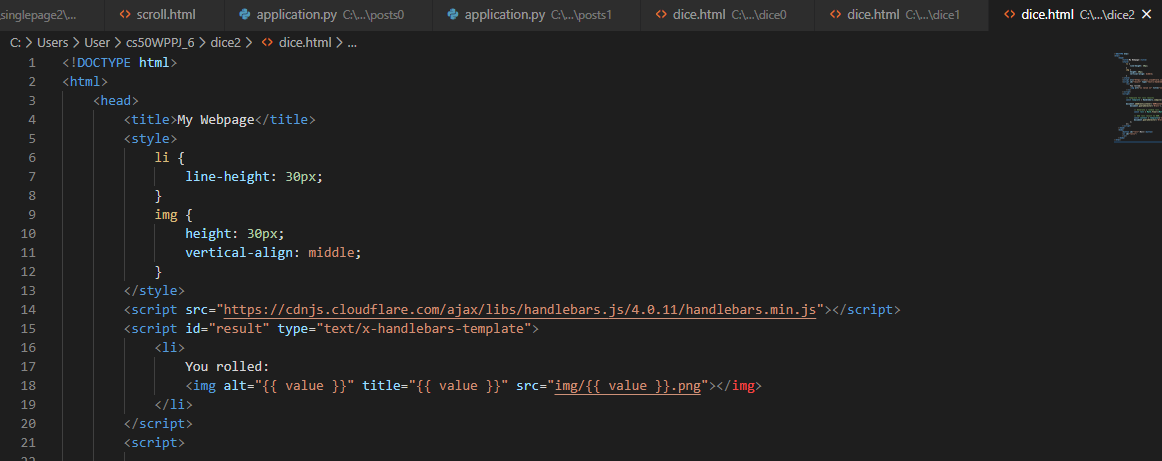 singlepage2\...
scroll.html
application.py C:\...\posts0
application.py C:\...\posts1
dice.html C:\...\dice0
dice.html C:\...\dice1
dice.html C:\...\dice2
C: > Users > User > cs50WPPJ_6 > dice2 > dice.html > ...
1 <!DOCTYPE html>
2 <html>
3 <head>
4 <title>My Webpage</title>
5 <style>
6 li {
7 line-height: 30px;
8 }
9 img {
10 height: 30px;
11 vertical-align: middle;
12 }
13 </style>
14 <script src="https://cdnjs.cloudflare.com/ajax/libs/handlebars.js/4.0.11/handlebars.min.js"></script>
15 <script id="result" type="text/x-handlebars-template">
16 <li>
17 You rolled:
18 <img alt="{{ value }}" title="{{ value }}" src="img/{{ value }}.png"></img>
19 </li>
20 </script>
21 <script>